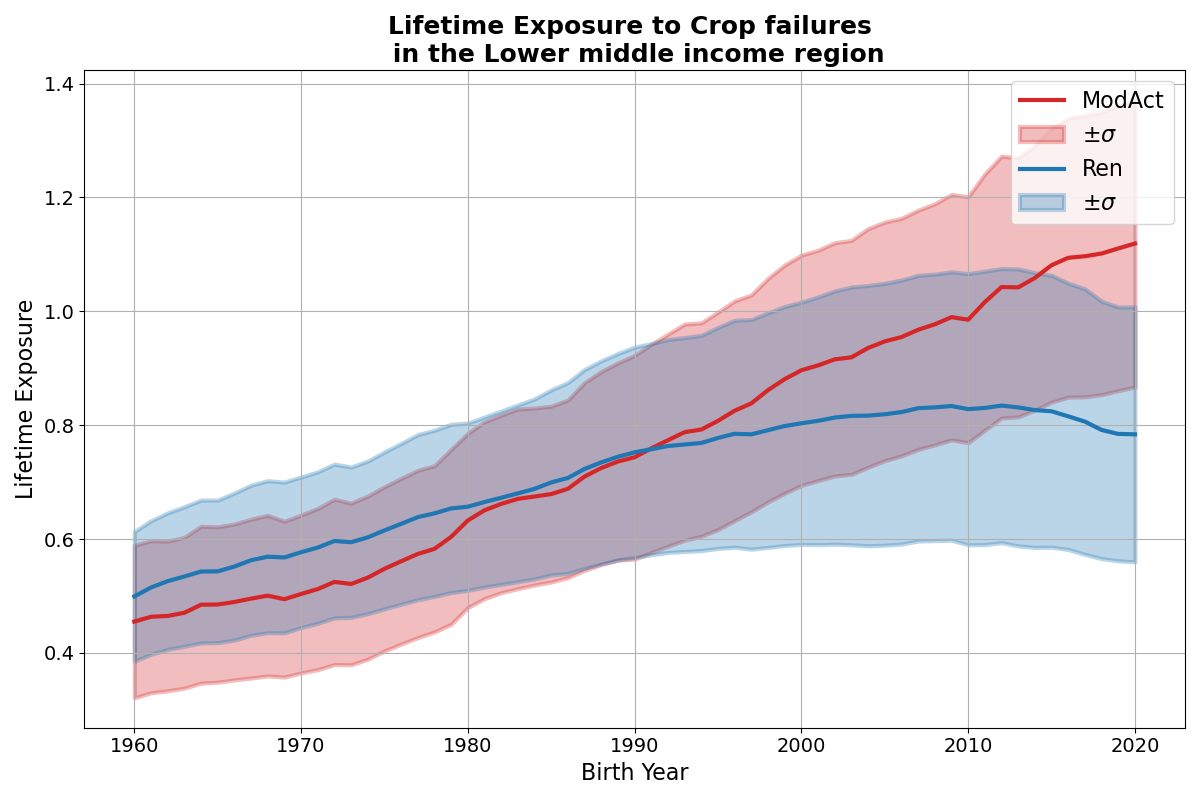 Lifetime Exposure to Crop failures
in the Lower middle income region
1.4
1.2
1.0
0.8
0.6
0.4
Lifetime Exposure
ModAct
±σ
Ren
±σ
1960 1970 1980 1990 2000 2010 2020
Birth Year